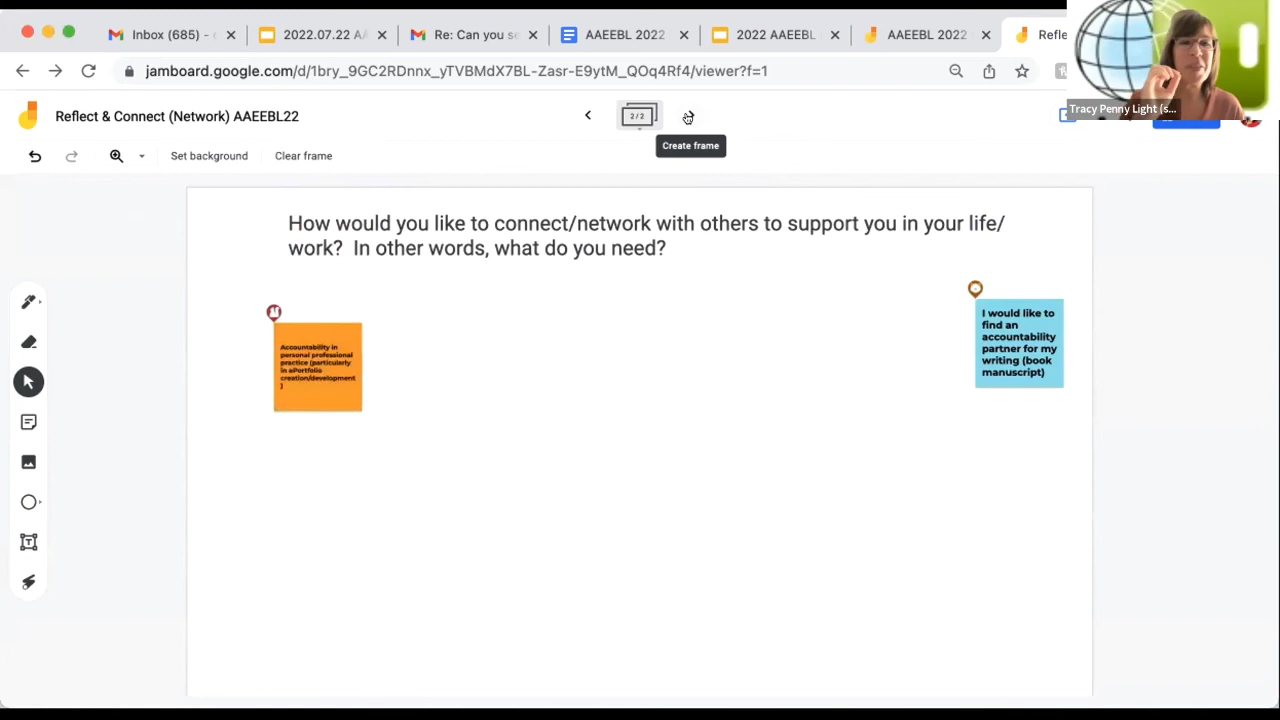 Inbox (685) -
2022.07.22 A
Re: Can you s
AAEEBL 2022
2022 AAEEBL
AAEEBL 2022
Refle
jamboard.google.com/d/1bry_9GC2RDnnx_yTVBMdX7BL-Zasr-E9ytM_QOq4Rf4/viewer?f=1
Tracy Penny Light (s...
Reflect & Connect (Network) AAEEBL22
2/2
Create frame
Set background
Clear frame
How would you like to connect/network with others to support you in your life/
work? In other words, what do you need?
Accountability in
personal professional
practice (particularly
in ePortfolio
creation/development
)
I would like to
find an
accountability
partner for my
writing (book
manuscript)